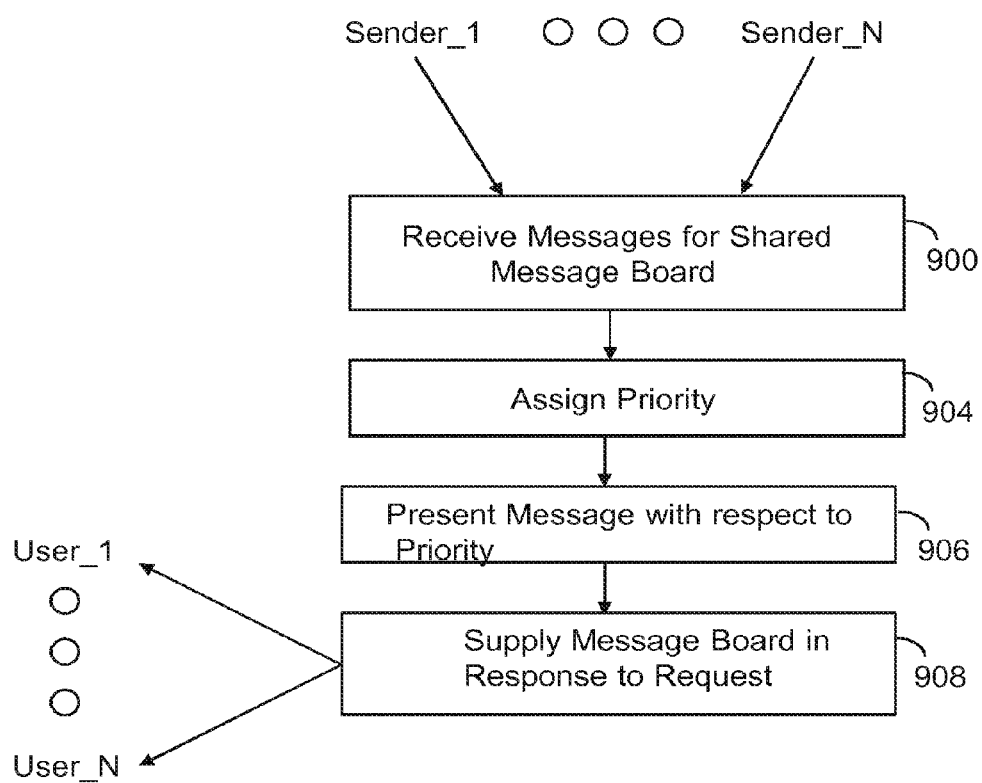 Sender_1 Sender_N
Receive Messages for Shared
Message Board
900
Assign Priority
904
Present Message with respect to
Priority
906
Supply Message Board in
Response to Request
908
User_1
User_N